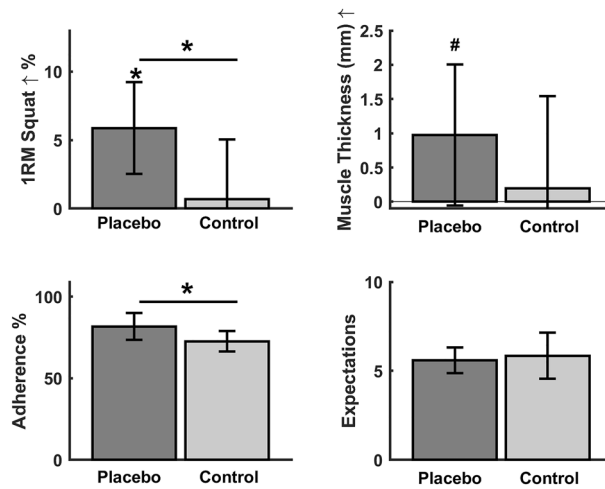 1RM Squat ↑ %
10
5
0
*
*
Placebo Control
Muscle Thickness (mm) ↑
2.5
2
1.5
1
0.5
0
#
Placebo Control
Adherence %
100
50
0
*
Placebo Control
Expectations
10
5
0
Placebo Control